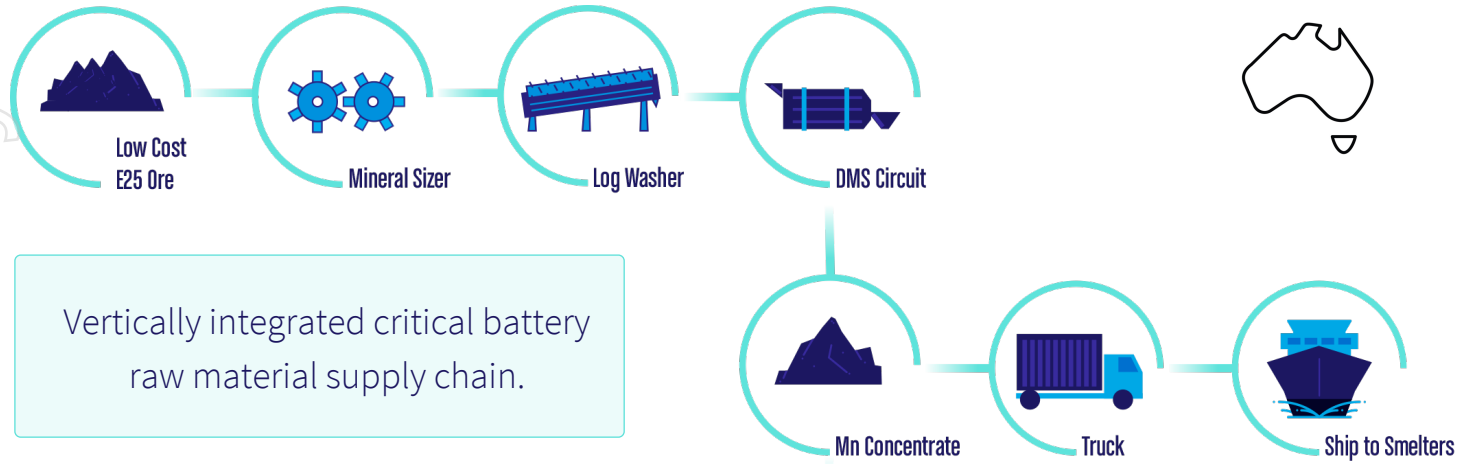 Low Cost
E25 Ore
Mineral Sizer
Log Washer
DMS Circuit
Vertically integrated critical battery
raw material supply chain.
Mn Concentrate
Truck
Ship to Smelters